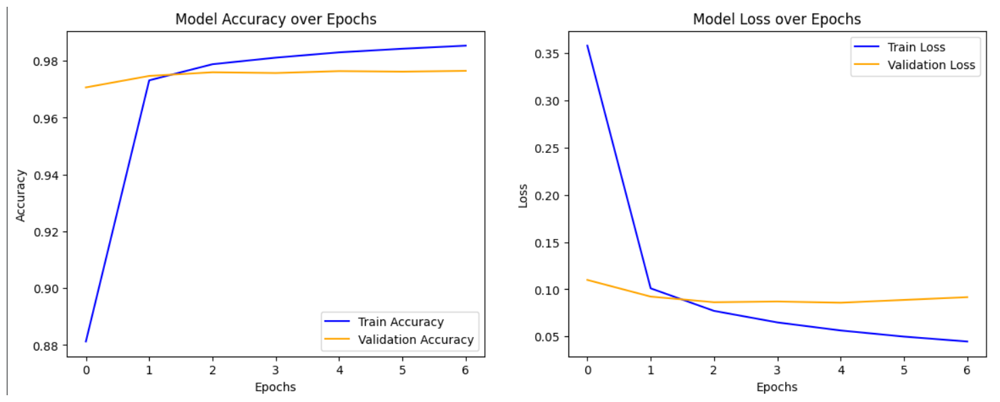 Model Accuracy over Epochs
0.98
0.96
0.94
0.92
0.90
0.88
Accuracy
Train Accuracy
Validation Accuracy
0 1 2 3 4 5 6
Epochs
Model Loss over Epochs
0.35
0.30
0.25
0.20
0.15
0.10
0.05
Loss
Train Loss
Validation Loss
0 1 2 3 4 5 6
Epochs